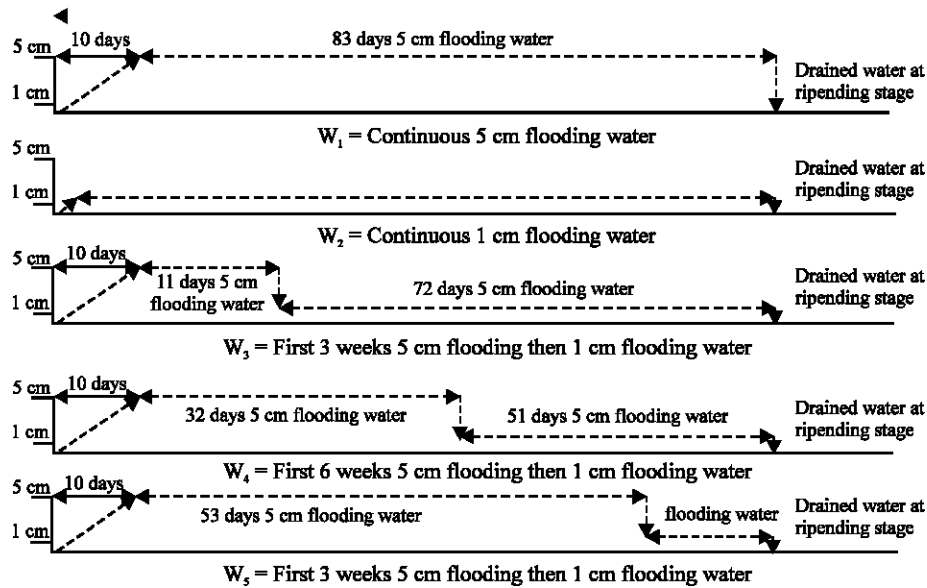 10 days
83 days 5 cm flooding water
5 cm
1 cm
Drained water at
ripending stage
W₁ = Continuous 5 cm flooding water
5 cm
1 cm
Drained water at
ripending stage
W₂ = Continuous 1 cm flooding water
10 days
5 cm
1 cm
11 days 5 cm
flooding water
72 days 5 cm flooding water
Drained water at
ripending stage
W₃ = First 3 weeks 5 cm flooding then 1 cm flooding water
10 days
5 cm
1 cm
32 days 5 cm flooding water
51 days 5 cm flooding water
Drained water at
ripending stage
W₄ = First 6 weeks 5 cm flooding then 1 cm flooding water
10 days
5 cm
1 cm
53 days 5 cm flooding water
flooding water
Drained water at
ripending stage
W₅ = First 3 weeks 5 cm flooding then 1 cm flooding water